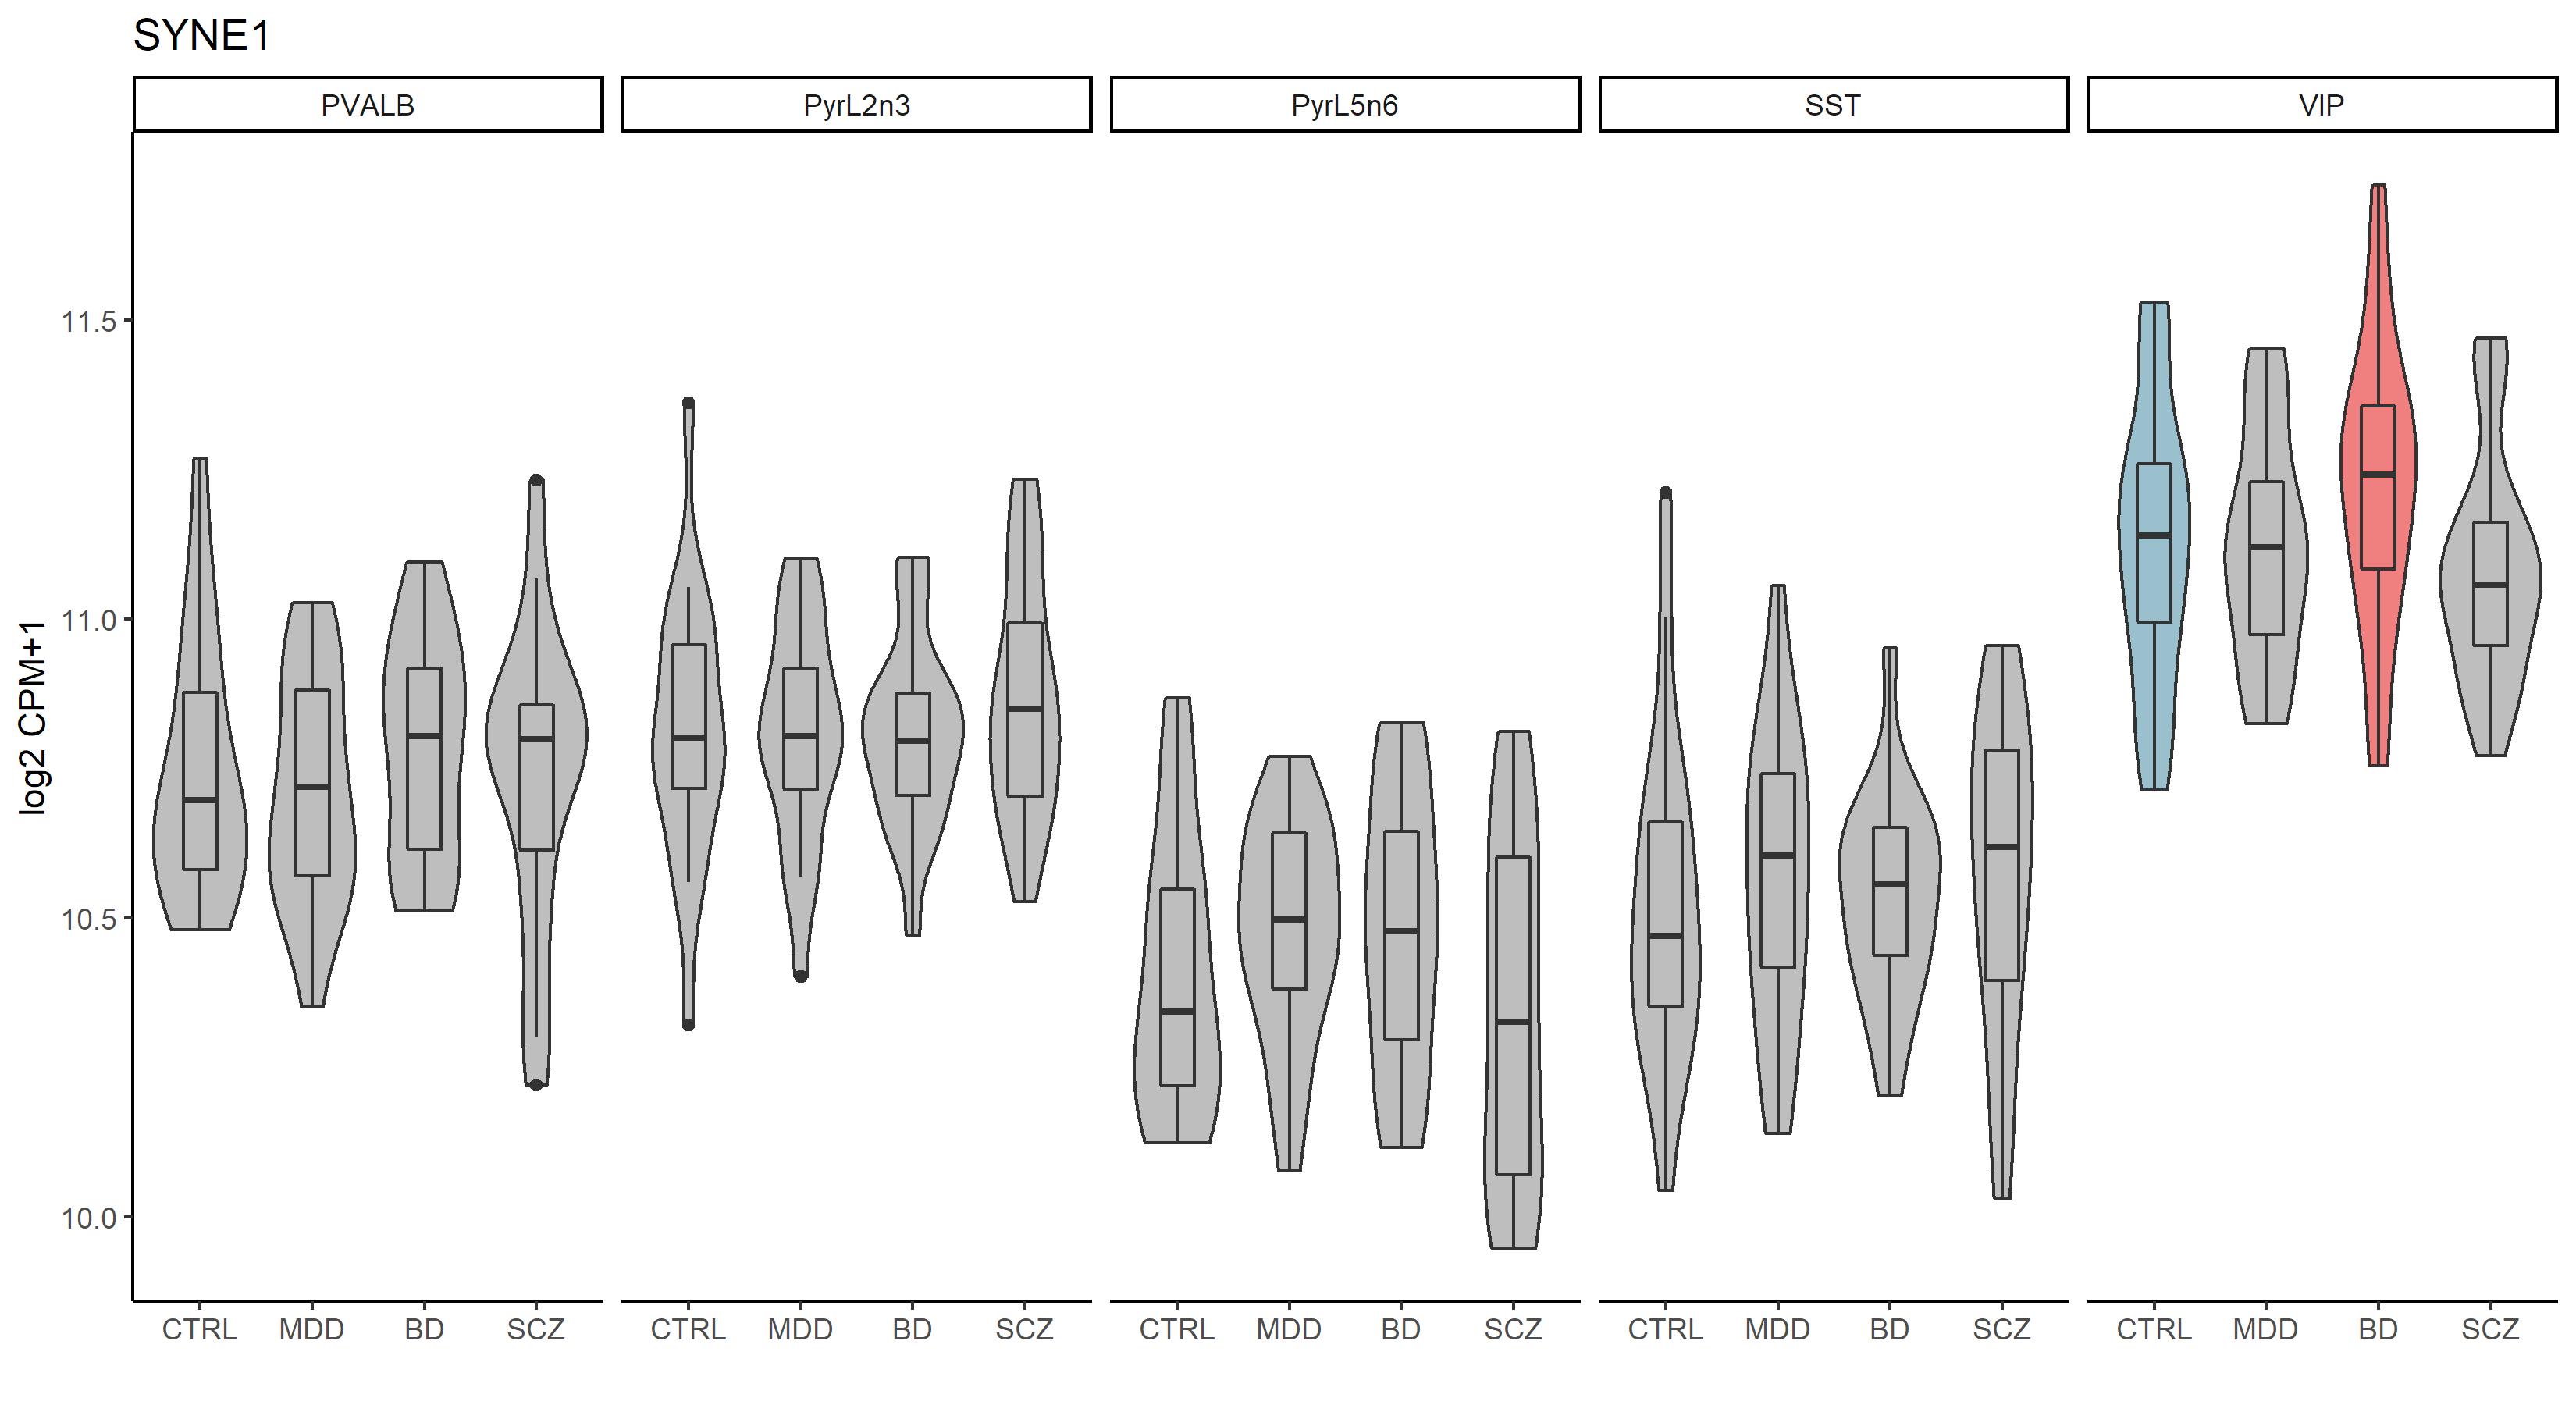 SYNE1
PVALB PyrL2n3 PyrL5n6 SST VIP
log2 CPM+1
11.5
11.0
10.5
10.0
CTRL MDD BD SCZ CTRL MDD BD SCZ CTRL MDD BD SCZ CTRL MDD BD SCZ CTRL MDD BD SCZ